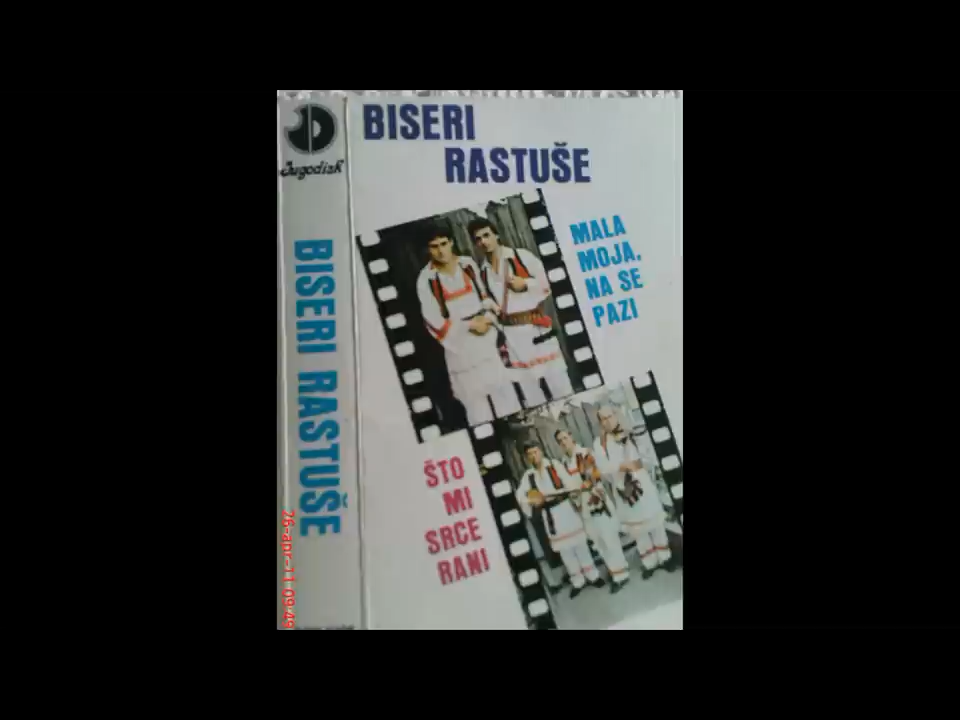 Jugodisk
BISERI RASTUŠE
BISERI
RASTUŠE
MALA
MOJA,
NA SE
PAZI
ŠTO
MI
SRCE
RANI